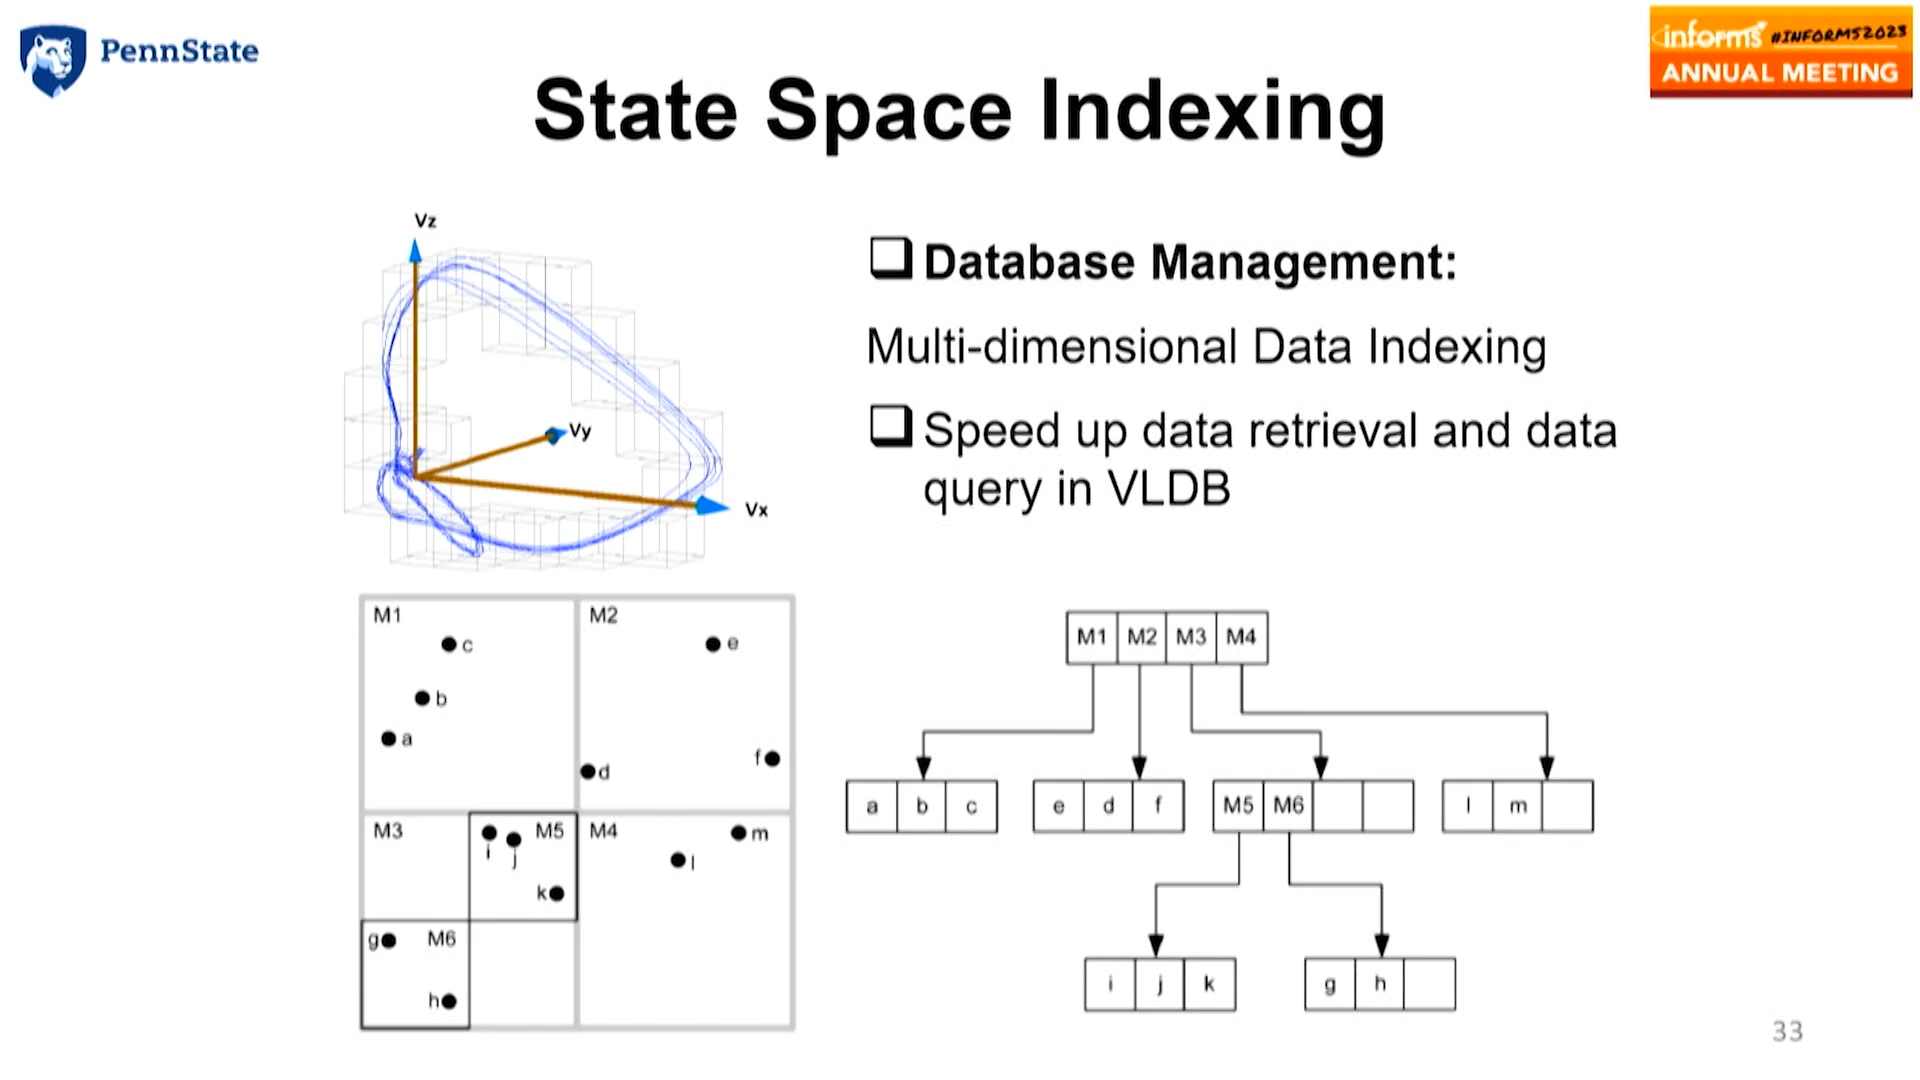 PennState
informs #INFORMS2023
ANNUAL MEETING
State Space Indexing
Vz
Vy
Vx
Database Management:
Multi-dimensional Data Indexing
Speed up data retrieval and data
query in VLDB
M1
c
b
a
M2
e
f
d
M3
i
j
M5
k
M4
m
l
g
M6
h
M1 M2 M3 M4
a b c
e d f
M5 M6
l m
i j k
g h
33